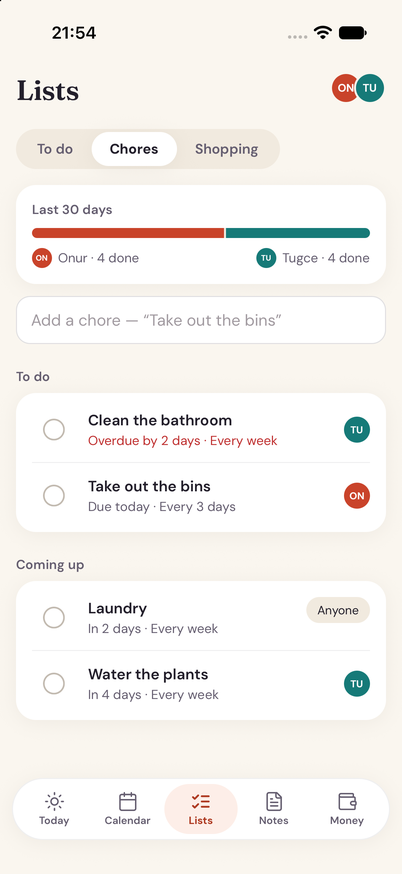 21:54
Lists
ON TU
To do Chores Shopping
Last 30 days
ON Onur · 4 done TU Tugce · 4 done
Add a chore — “Take out the bins”
To do
Clean the bathroom
Overdue by 2 days · Every week
TU
Take out the bins
Due today · Every 3 days
ON
Coming up
Laundry
In 2 days · Every week
Anyone
Water the plants
In 4 days · Every week
TU
Today Calendar Lists Notes Money